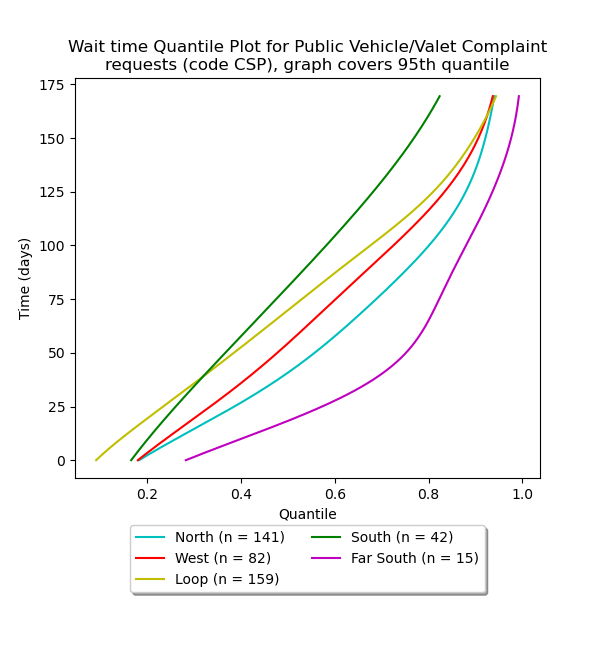 Wait time Quantile Plot for Public Vehicle/Valet Complaint
requests (code CSP), graph covers 95th quantile
175
150
125
100
75
50
25
0
Time (days)
0.2 0.4 0.6 0.8 1.0
Quantile
North (n = 141) South (n = 42)
West (n = 82) Far South (n = 15)
Loop (n = 159)